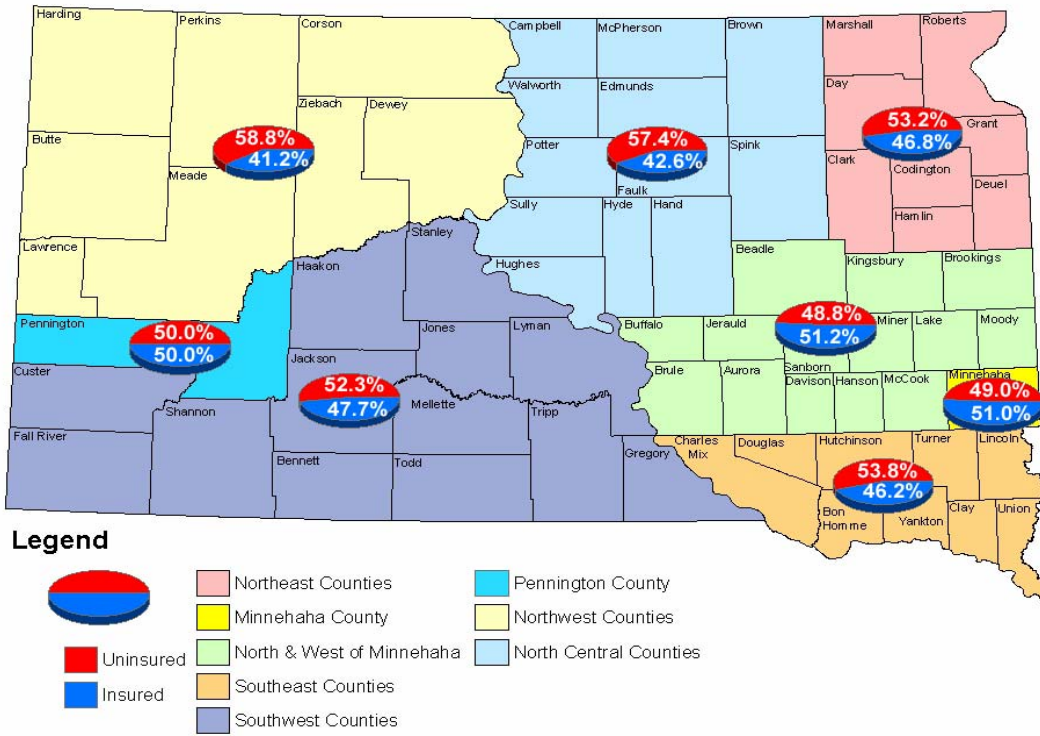 Harding
Perkins
Corson
Campbell
McPherson
Brown
Marshall
Roberts
Walworth
Edmunds
Day
Ziebach
Dewey
Butte
58.8%
41.2%
57.4%
42.6%
53.2%
46.8%
Grant
Potter
Spink
Clark
Codington
Meade
Faulk
Deuel
Sully
Hyde
Hand
Hamlin
Stanley
Lawrence
Haakon
Hughes
Beadle
Kingsbury
Brookings
Pennington
50.0%
50.0%
Jones
Lyman
Buffalo
Jerauld
48.8%
51.2%
Miner
Lake
Moody
Custer
Jackson
52.3%
47.7%
Brule
Aurora
Sanborn
Davison
Hanson
McCook
Minnehaha
49.0%
51.0%
Shannon
Mellette
Tripp
Fall River
Bennett
Todd
Gregory
Charles
Mix
Douglas
Hutchinson
Turner
Lincoln
53.8%
46.2%
Bon
Homme
Yankton
Clay
Union
Legend
Uninsured
Insured
Northeast Counties
Minnehaha County
North & West of Minnehaha
Southeast Counties
Southwest Counties
Pennington County
Northwest Counties
North Central Counties